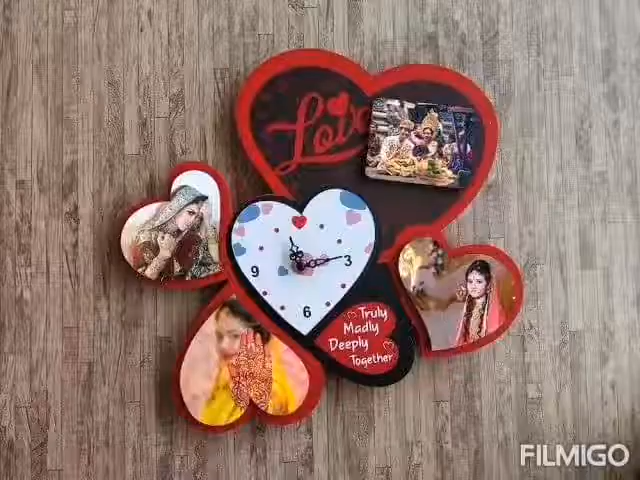 Love
9
3
6
Truly
Madly
Deeply
Together
FILMIGO